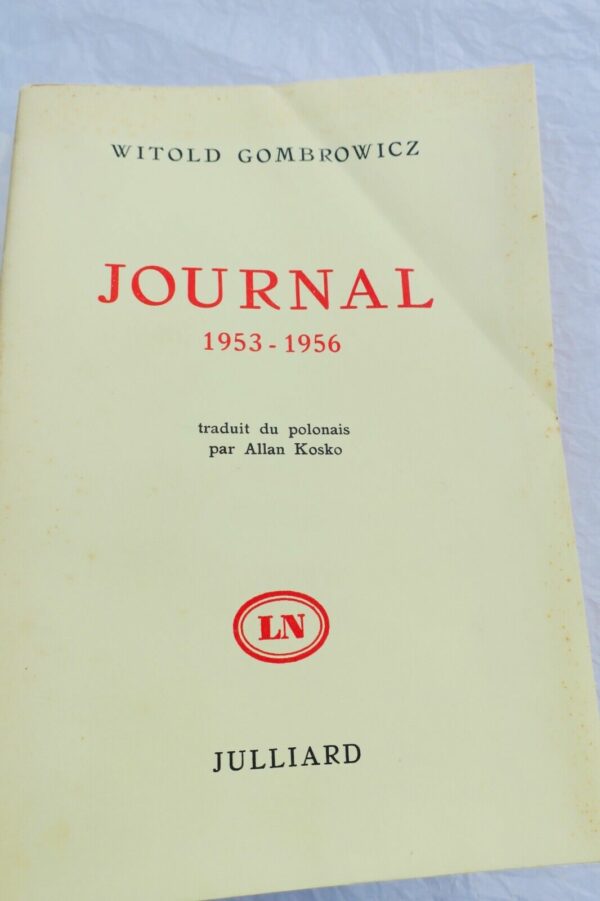 WITOLD GOMBROWICZ
JOURNAL
1953 - 1956
traduit du polonais
par Allan Kosko
LN
JULLIARD